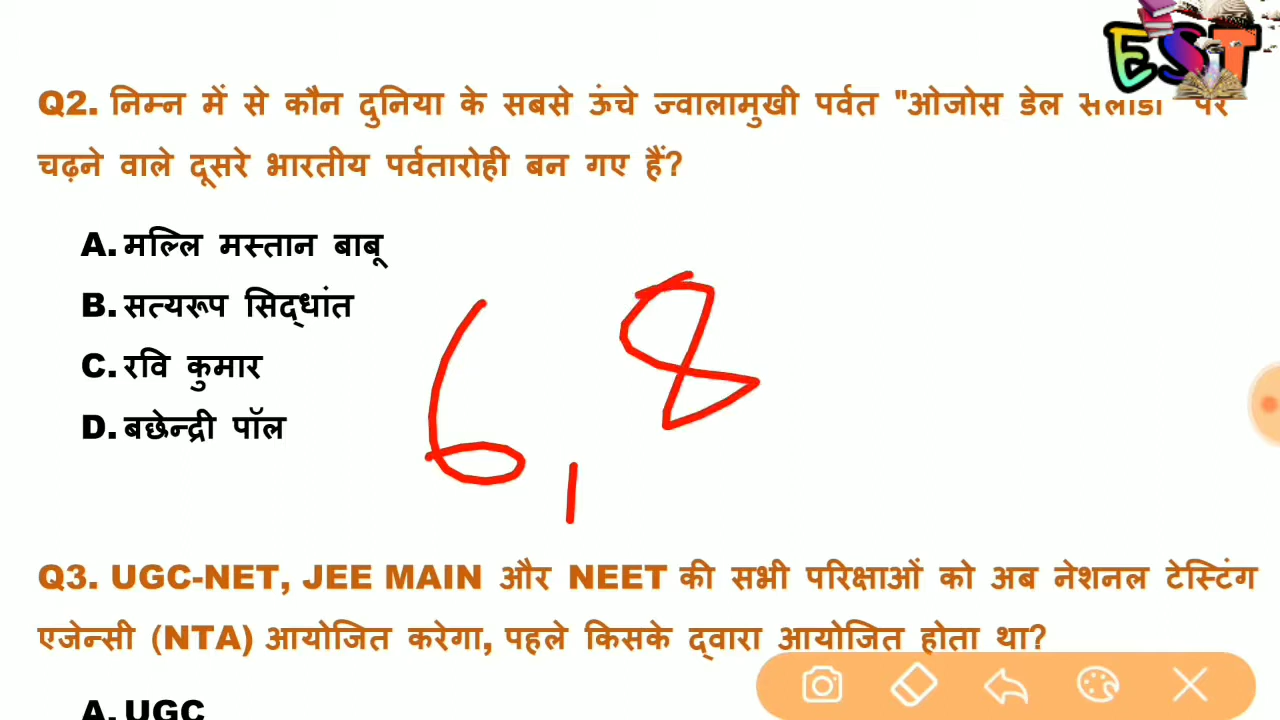 EST
Q2. निम्न में से कौन दुनिया के सबसे ऊंचे ज्वालामुखी पर्वत "ओजोस डेल सलाडो पर
चढ़ने वाले दूसरे भारतीय पर्वतारोही बन गए हैं?
A. मल्लि मस्तान बाबू
B. सत्यरूप सिद्धांत
C. रवि कुमार
D. बछेन्द्री पॉल
6,8
Q3. UGC-NET, JEE MAIN और NEET की सभी परिक्षाओं को अब नेशनल टेस्टिंग
एजेन्सी (NTA) आयोजित करेगा, पहले किसके द्वारा आयोजित होता था?
A. UGC